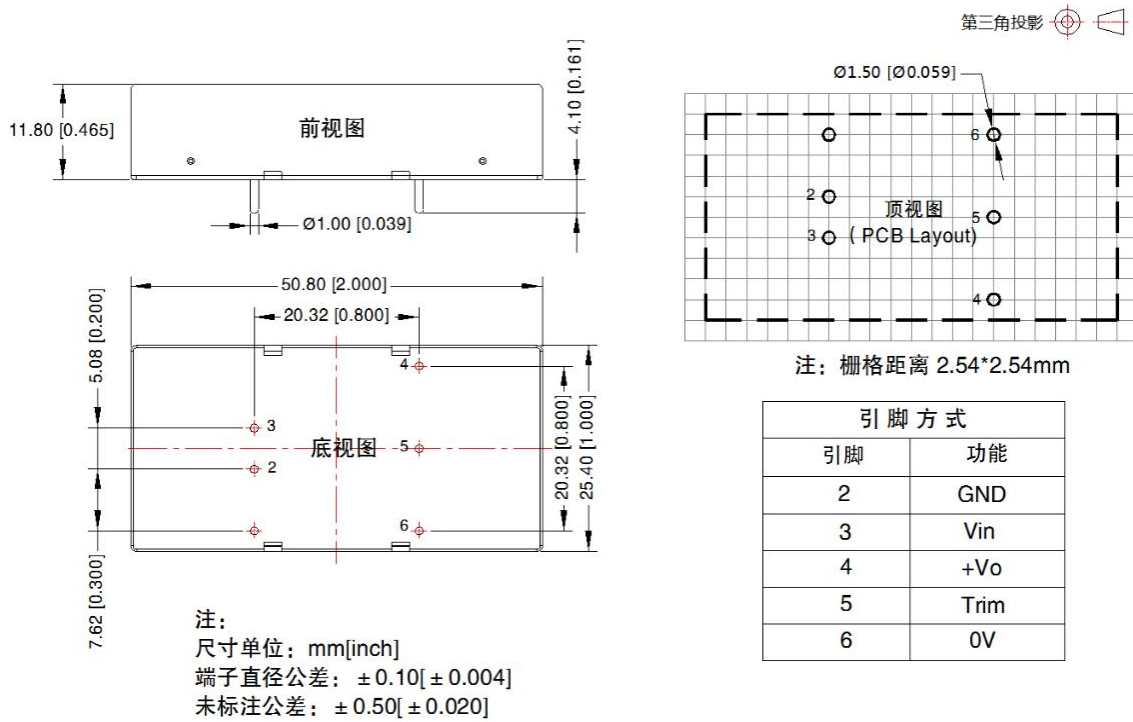 第三角投影
11.80 [0.465]
前视图
4.10 [0.161]
Ø1.00 [0.039]
Ø1.50 [Ø0.059]
6
2
顶视图
5
3
( PCB Layout)
4
注：栅格距离 2.54*2.54mm
50.80 [2.000]
20.32 [0.800]
5.08 [0.200]
7.62 [0.300]
4
3
底视图
5
2
6
20.32 [0.800]
25.40 [1.000]
注：
尺寸单位：mm[inch]
端子直径公差：±0.10[±0.004]
未标注公差：±0.50[±0.020]
引脚方式
引脚 功能
2 GND
3 Vin
4 +Vo
5 Trim
6 0V